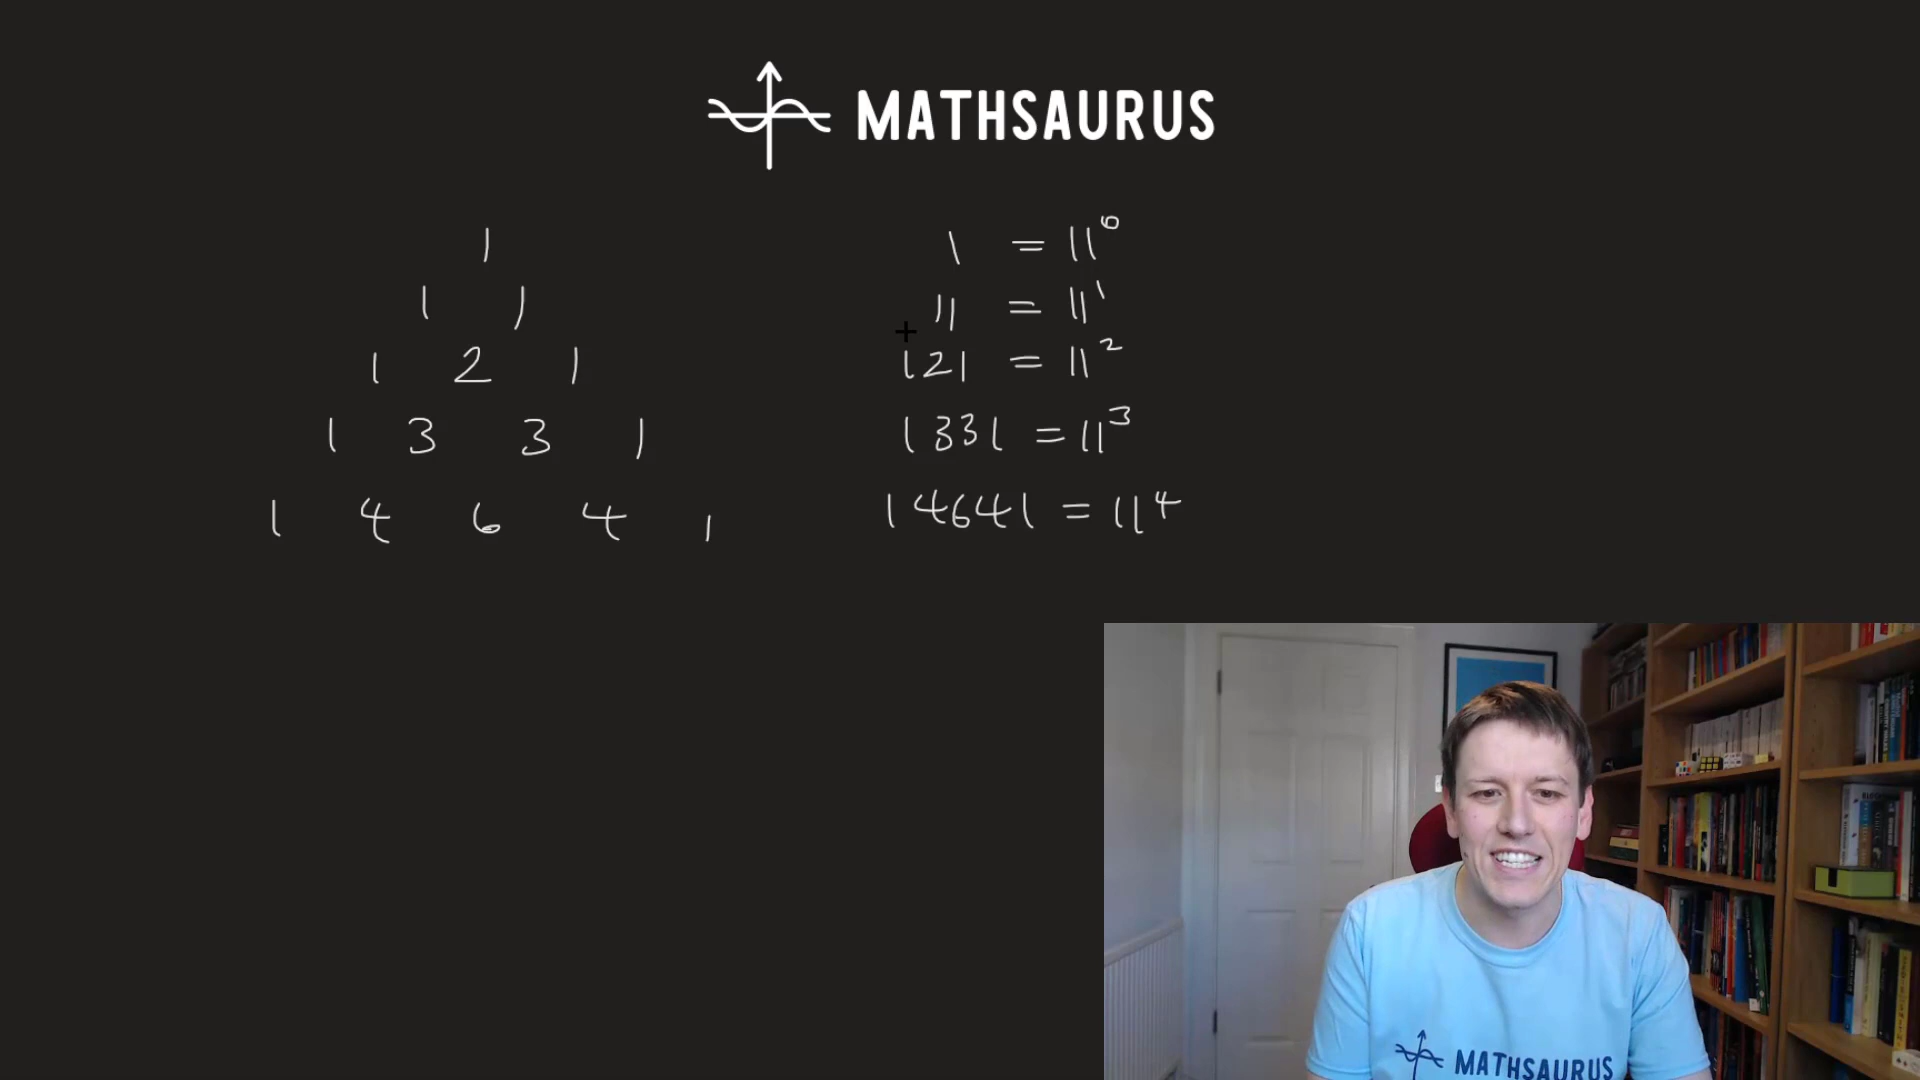 MATHSAURUS
1
1 1
1 2 1
1 3 3 1
1 4 6 4 1
1 = 11⁰
11 = 11¹
121 = 11²
1331 = 11³
14641 = 11⁴
MATHSAURUS